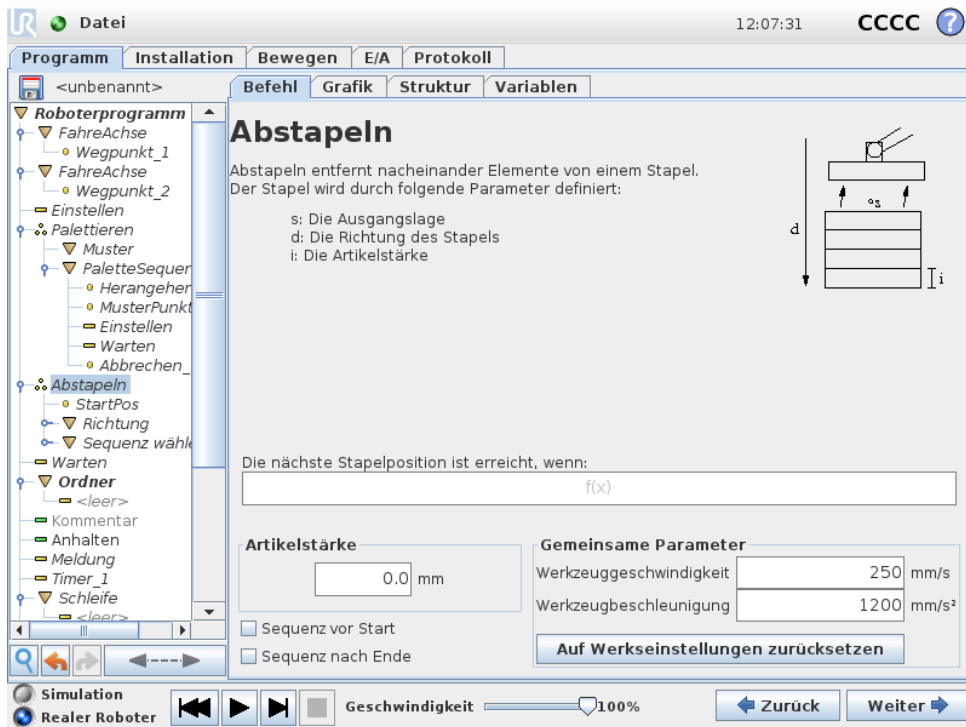 UR Datei 12:07:31 CCCC ?
Programm Installation Bewegen E/A Protokoll
<unbenannt>
Befehl Grafik Struktur Variablen
Roboterprogramm
FahreAchse
Wegpunkt_1
FahreAchse
Wegpunkt_2
Einstellen
Palettieren
Muster
PaletteSequer
Herangeher
MusterPunkt
Einstellen
Warten
Abbrechen_
Abstapeln
StartPos
Richtung
Sequenz wähle
Warten
Ordner
<leer>
Kommentar
Anhalten
Meldung
Timer_1
Schleife
<leer>
Abstapeln
Abstapeln entfernt nacheinander Elemente von einem Stapel.
Der Stapel wird durch folgende Parameter definiert:
s: Die Ausgangslage
d: Die Richtung des Stapels
i: Die Artikelstärke
s
d
i
Die nächste Stapelposition ist erreicht, wenn:
f(x)
Artikelstärke
0.0 mm
Sequenz vor Start
Sequenz nach Ende
Gemeinsame Parameter
Werkzeuggeschwindigkeit 250 mm/s
Werkzeugbeschleunigung 1200 mm/s²
Auf Werkseinstellungen zurücksetzen
Simulation
Realer Roboter
Geschwindigkeit 100%
Zurück Weiter